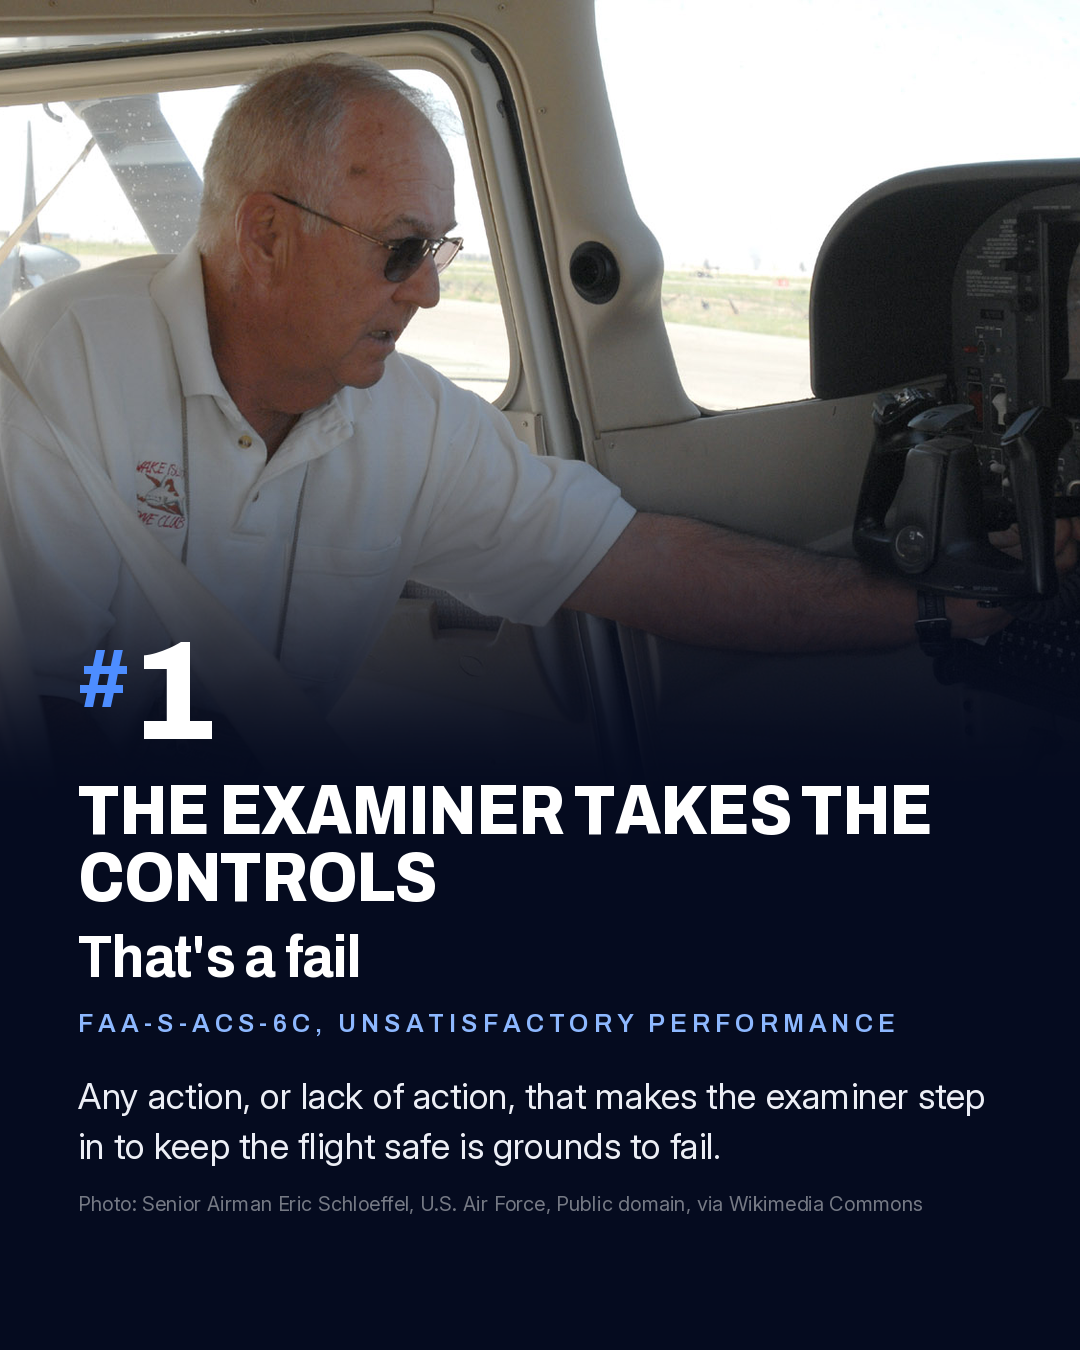 #1
THE EXAMINER TAKES THE
CONTROLS
That's a fail
FAA-S-ACS-6C, UNSATISFACTORY PERFORMANCE
Any action, or lack of action, that makes the examiner step
in to keep the flight safe is grounds to fail.
Photo: Senior Airman Eric Schloeffel, U.S. Air Force, Public domain, via Wikimedia Commons